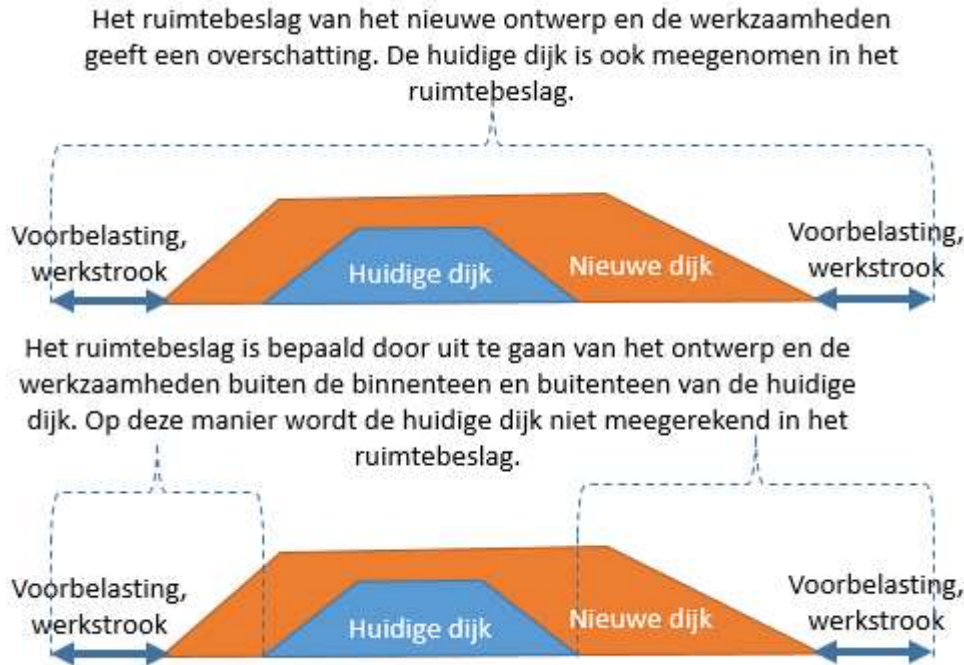 Het ruimtebeslag van het nieuwe ontwerp en de werkzaamheden
geeft een overschatting. De huidige dijk is ook meegenomen in het
ruimtebeslag.
Voorbelasting,
werkstrook
Huidige dijk
Nieuwe dijk
Voorbelasting,
werkstrook
Het ruimtebeslag is bepaald door uit te gaan van het ontwerp en de
werkzaamheden buiten de binnenteen en buitenteen van de huidige
dijk. Op deze manier wordt de huidige dijk niet meegerekend in het
ruimtebeslag.
Voorbelasting,
werkstrook
Huidige dijk
Nieuwe dijk
Voorbelasting,
werkstrook